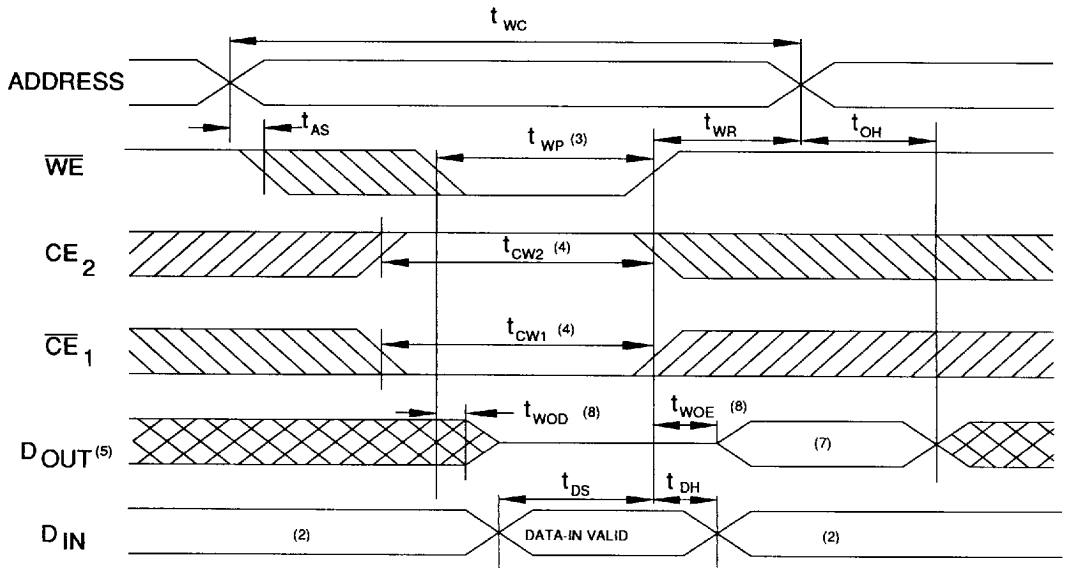 t WC
ADDRESS
t AS
t WP (3)
t WR
t OH
WE
CE 2
t CW2 (4)
CE 1
t CW1 (4)
t WOD (8)
t WOE (8)
D OUT (5)
(7)
t DS
t DH
D IN
(2)
DATA-IN VALID
(2)